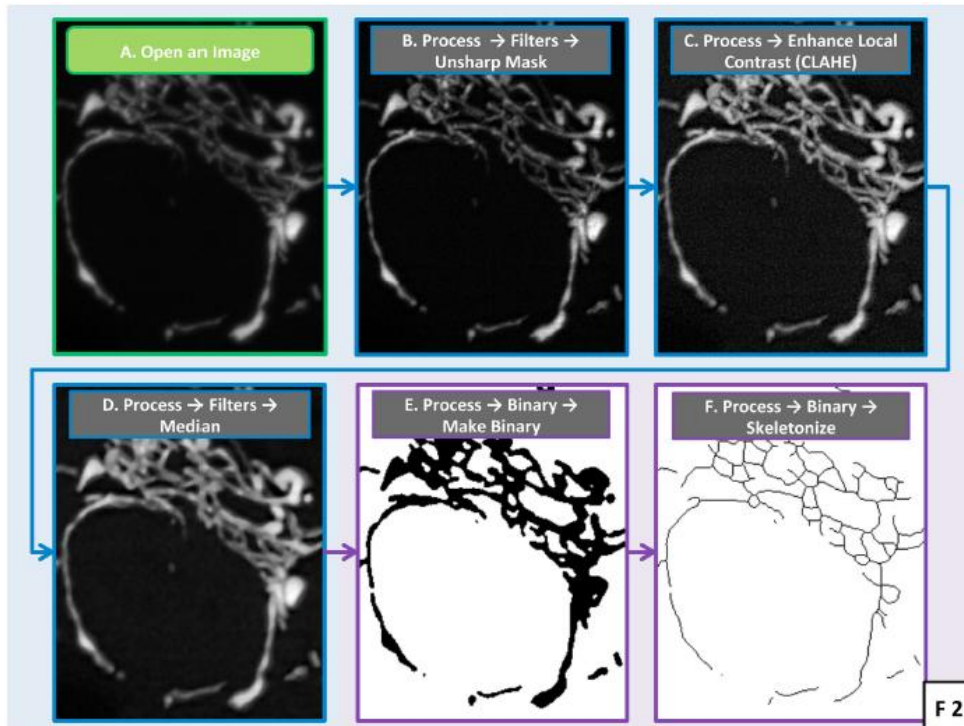 A. Open an Image
B. Process → Filters →
Unsharp Mask
C. Process → Enhance Local
Contrast (CLAHE)
D. Process → Filters →
Median
E. Process → Binary →
Make Binary
F. Process → Binary →
Skeletonize
F 2